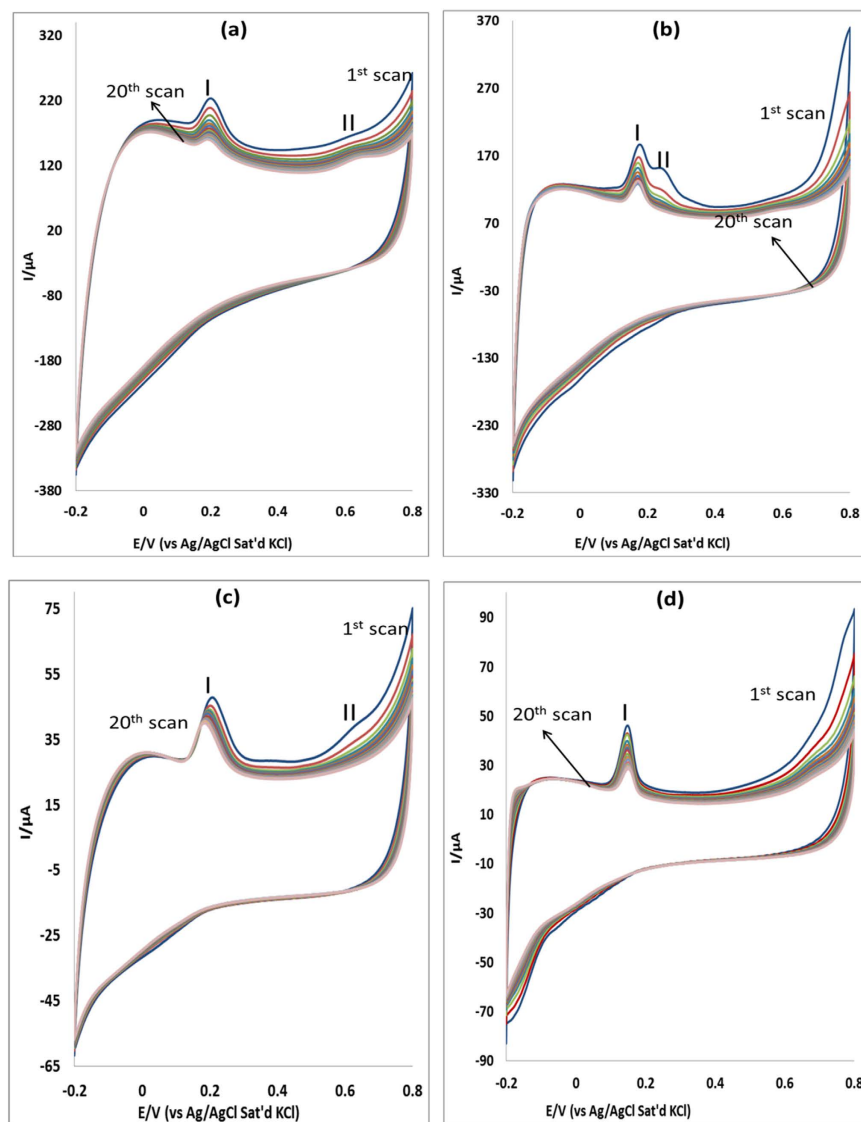 (a)
320
220
120
20
-80
-180
-280
-380
I/µA
20th scan
I
1st scan
II
-0.2 0 0.2 0.4 0.6 0.8
E/V (vs Ag/AgCl Sat'd KCl)
(b)
370
270
170
70
-30
-130
-230
-330
I/µA
I
II
1st scan
20th scan
-0.2 0 0.2 0.4 0.6 0.8
E/V (vs Ag/AgCl Sat'd KCl)
(c)
75
55
35
15
-5
-25
-45
-65
I/µA
1st scan
I
II
20th scan
-0.2 0 0.2 0.4 0.6 0.8
E/V (vs Ag/AgCl Sat'd KCl)
(d)
90
70
50
30
10
-10
-30
-50
-70
-90
I/µA
1st scan
20th scan
I
-0.2 0 0.2 0.4 0.6 0.8
E/V (vs Ag/AgCl Sat'd KCl)